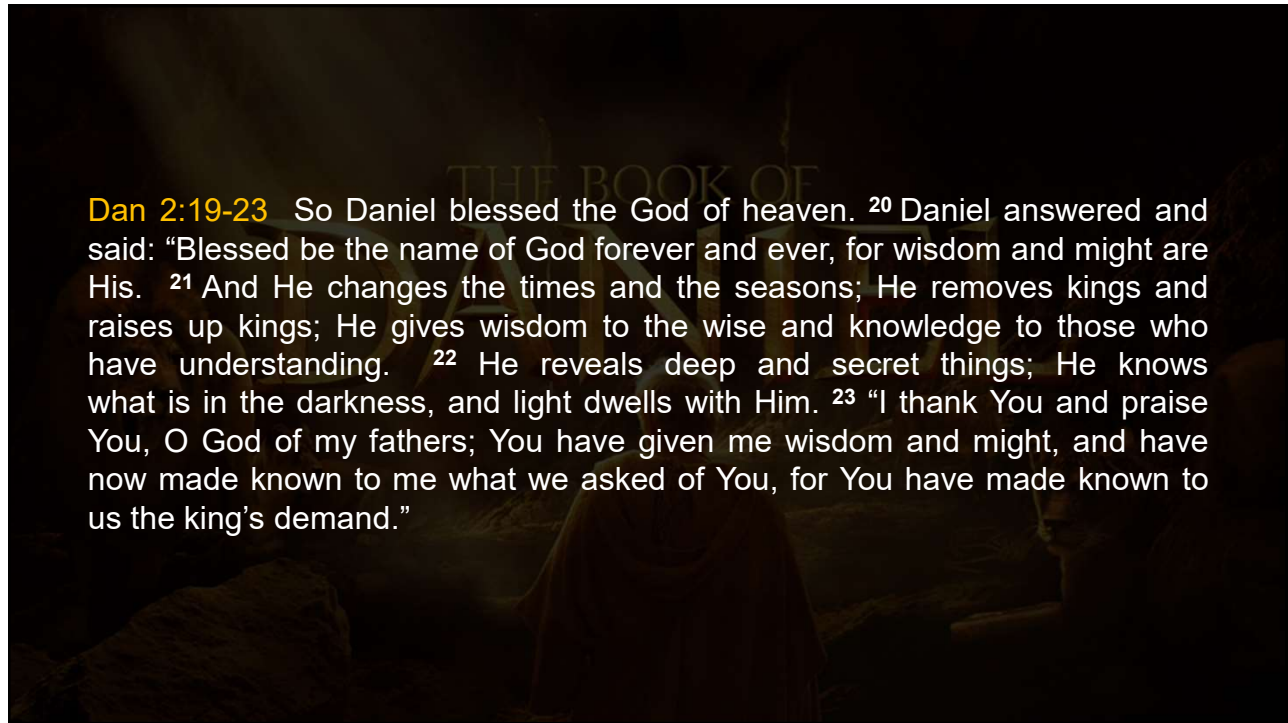 THE BOOK OF
DANIEL
Dan 2:19-23 So Daniel blessed the God of heaven. 20 Daniel answered and
said: “Blessed be the name of God forever and ever, for wisdom and might are
His. 21 And He changes the times and the seasons; He removes kings and
raises up kings; He gives wisdom to the wise and knowledge to those who
have understanding. 22 He reveals deep and secret things; He knows
what is in the darkness, and light dwells with Him. 23 “I thank You and praise
You, O God of my fathers; You have given me wisdom and might, and have
now made known to me what we asked of You, for You have made known to
us the king’s demand.”